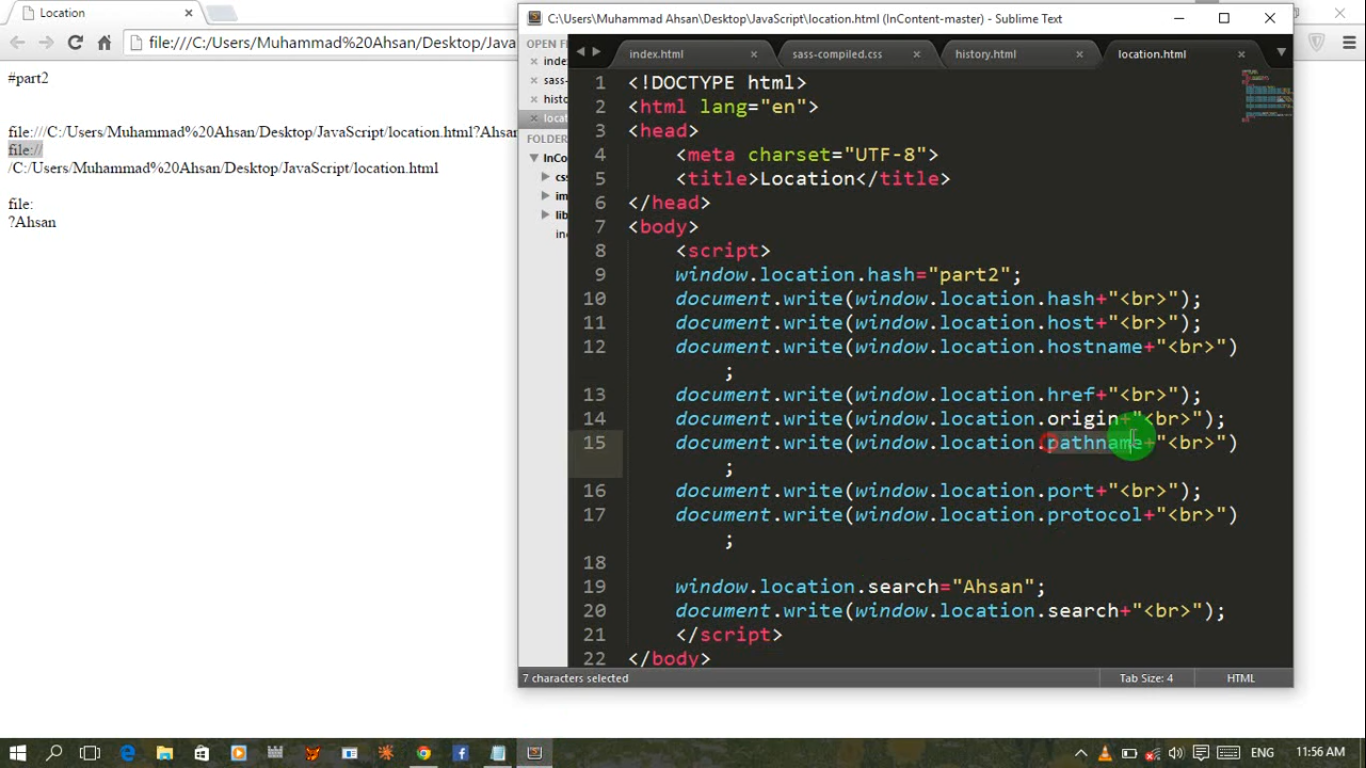 Location
file:///C:/Users/Muhammad%20Ahsan/Desktop/Java
#part2
file:///C:/Users/Muhammad%20Ahsan/Desktop/JavaScript/location.html?Ahsan
file://
/C:/Users/Muhammad%20Ahsan/Desktop/JavaScript/location.html
file:
?Ahsan
C:\Users\Muhammad Ahsan\Desktop\JavaScript\location.html (InContent-master) - Sublime Text
OPEN FI
inde
sass-
histo
locat
FOLDER
InCo
css
im
lib
ind
index.html
sass-compiled.css
history.html
location.html
1 <!DOCTYPE html>
2 <html lang="en">
3 <head>
4 <meta charset="UTF-8">
5 <title>Location</title>
6 </head>
7 <body>
8 <script>
9 window.location.hash="part2";
10 document.write(window.location.hash+"<br>");
11 document.write(window.location.host+"<br>");
12 document.write(window.location.hostname+"<br>")
;
13 document.write(window.location.href+"<br>");
14 document.write(window.location.origin+"<br>");
15 document.write(window.location.pathname+"<br>")
;
16 document.write(window.location.port+"<br>");
17 document.write(window.location.protocol+"<br>")
;
18
19 window.location.search="Ahsan";
20 document.write(window.location.search+"<br>");
21 </script>
22 </body>
7 characters selected
Tab Size: 4
HTML
ENG
11:56 AM